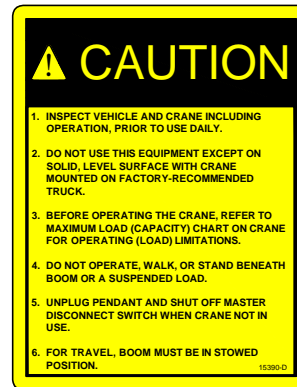 CAUTION
1. INSPECT VEHICLE AND CRANE INCLUDING
OPERATION, PRIOR TO USE DAILY.
2. DO NOT USE THIS EQUIPMENT EXCEPT ON
SOLID, LEVEL SURFACE WITH CRANE
MOUNTED ON FACTORY-RECOMMENDED
TRUCK.
3. BEFORE OPERATING THE CRANE, REFER TO
MAXIMUM LOAD (CAPACITY) CHART ON CRANE
FOR OPERATING (LOAD) LIMITATIONS.
4. DO NOT OPERATE, WALK, OR STAND BENEATH
BOOM OR A SUSPENDED LOAD.
5. UNPLUG PENDANT AND SHUT OFF MASTER
DISCONNECT SWITCH WHEN CRANE NOT IN
USE.
6. FOR TRAVEL, BOOM MUST BE IN STOWED
POSITION.
15390-D